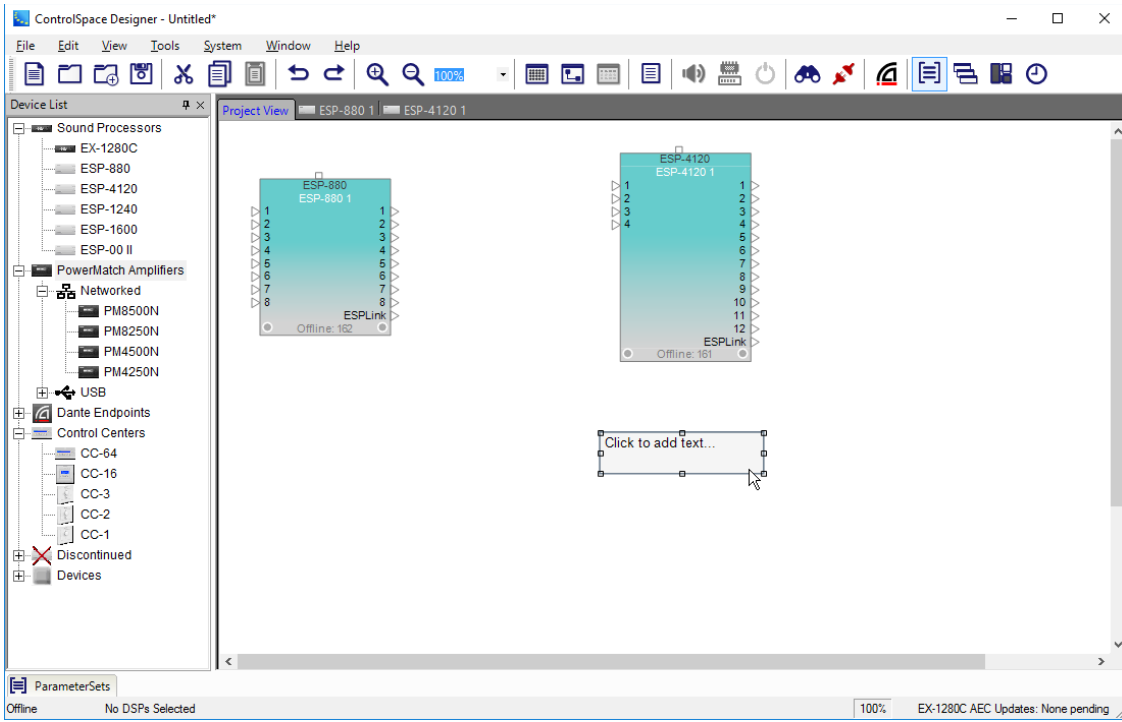 ControlSpace Designer - Untitled*
File Edit View Tools System Window Help
100%
Device List
Project View ESP-880 1 ESP-4120 1
Sound Processors
EX-1280C
ESP-880
ESP-4120
ESP-1240
ESP-1600
ESP-00 II
PowerMatch Amplifiers
Networked
PM8500N
PM8250N
PM4500N
PM4250N
USB
Dante Endpoints
Control Centers
CC-64
CC-16
CC-3
CC-2
CC-1
Discontinued
Devices
ESP-880
ESP-880 1
1 1
2 2
3 3
4 4
5 5
6 6
7 7
8 8
ESPLink
Offline: 162
ESP-4120
ESP-4120 1
1 1
2 2
3 3
4 4
5
6
7
8
9
10
11
12
ESPLink
Offline: 161
Click to add text...
ParameterSets
Offline No DSPs Selected 100% EX-1280C AEC Updates: None pending